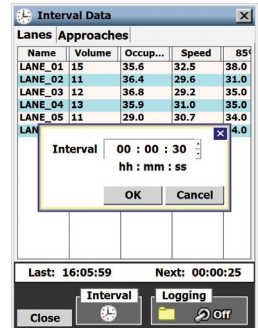 Interval Data
Lanes Approaches
Name Volume Occup... Speed 85
LANE_01 15 35.6 32.5 38.0
LANE_02 11 36.4 29.6 31.0
LANE_03 12 36.8 29.2 35.0
LANE_04 13 35.9 31.0 35.0
LANE_05 11 29.0 30.7 34.0
LAN 4.0
Interval 00 : 00 : 30
hh : mm : ss
OK Cancel
Last: 16:05:59 Next: 00:00:25
Interval Logging
Close Off